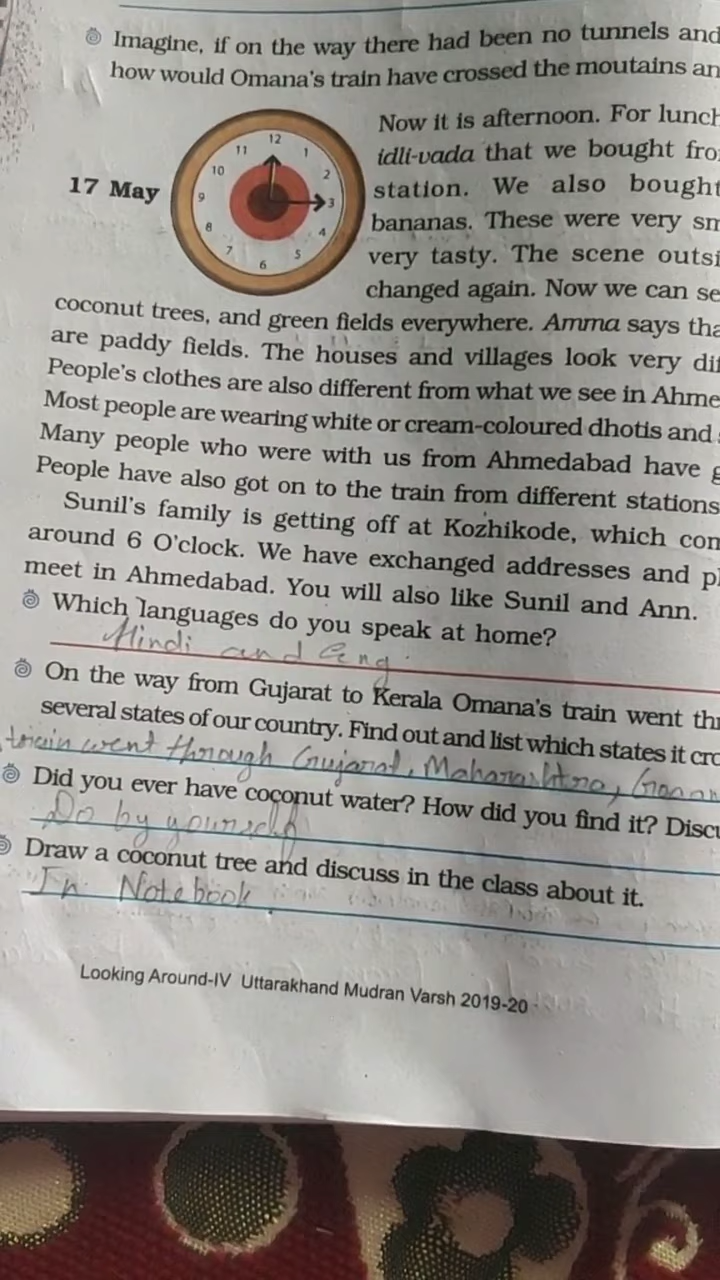 Imagine, if on the way there had been no tunnels and
how would Omana's train have crossed the moutains an
Now it is afternoon. For lunch
idli-vada that we bought fro
17 May
12
1
2
3
4
5
6
7
8
9
10
11
station. We also bought
bananas. These were very sm
very tasty. The scene outsi
changed again. Now we can se
coconut trees, and green fields everywhere. Amma says tha
are paddy fields. The houses and villages look very dif
People's clothes are also different from what we see in Ahme
Most people are wearing white or cream-coloured dhotis and
Many people who were with us from Ahmedabad have g
People have also got on to the train from different stations
Sunil's family is getting off at Kozhikode, which com
around 6 O'clock. We have exchanged addresses and pl
meet in Ahmedabad. You will also like Sunil and Ann.
Which languages do you speak at home?
Hindi and Eng.
On the way from Gujarat to Kerala Omana's train went thr
several states of our country. Find out and list which states it cro
train went through Gujarat, Maharashtra,
Did you ever have coconut water? How did you find it? Discu
Do by yourself
Draw a coconut tree and discuss in the class about it.
In Notebook.
Looking Around-IV Uttarakhand Mudran Varsh 2019-20